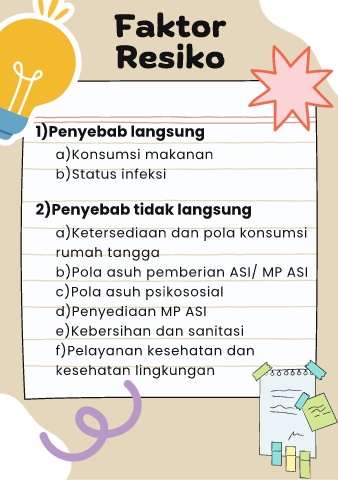 Faktor
Resiko
1)Penyebab langsung
a)Konsumsi makanan
b)Status infeksi
2)Penyebab tidak langsung
a)Ketersediaan dan pola konsumsi
rumah tangga
b)Pola asuh pemberian ASI/ MP ASI
c)Pola asuh psikososial
d)Penyediaan MP ASI
e)Kebersihan dan sanitasi
f)Pelayanan kesehatan dan
kesehatan lingkungan